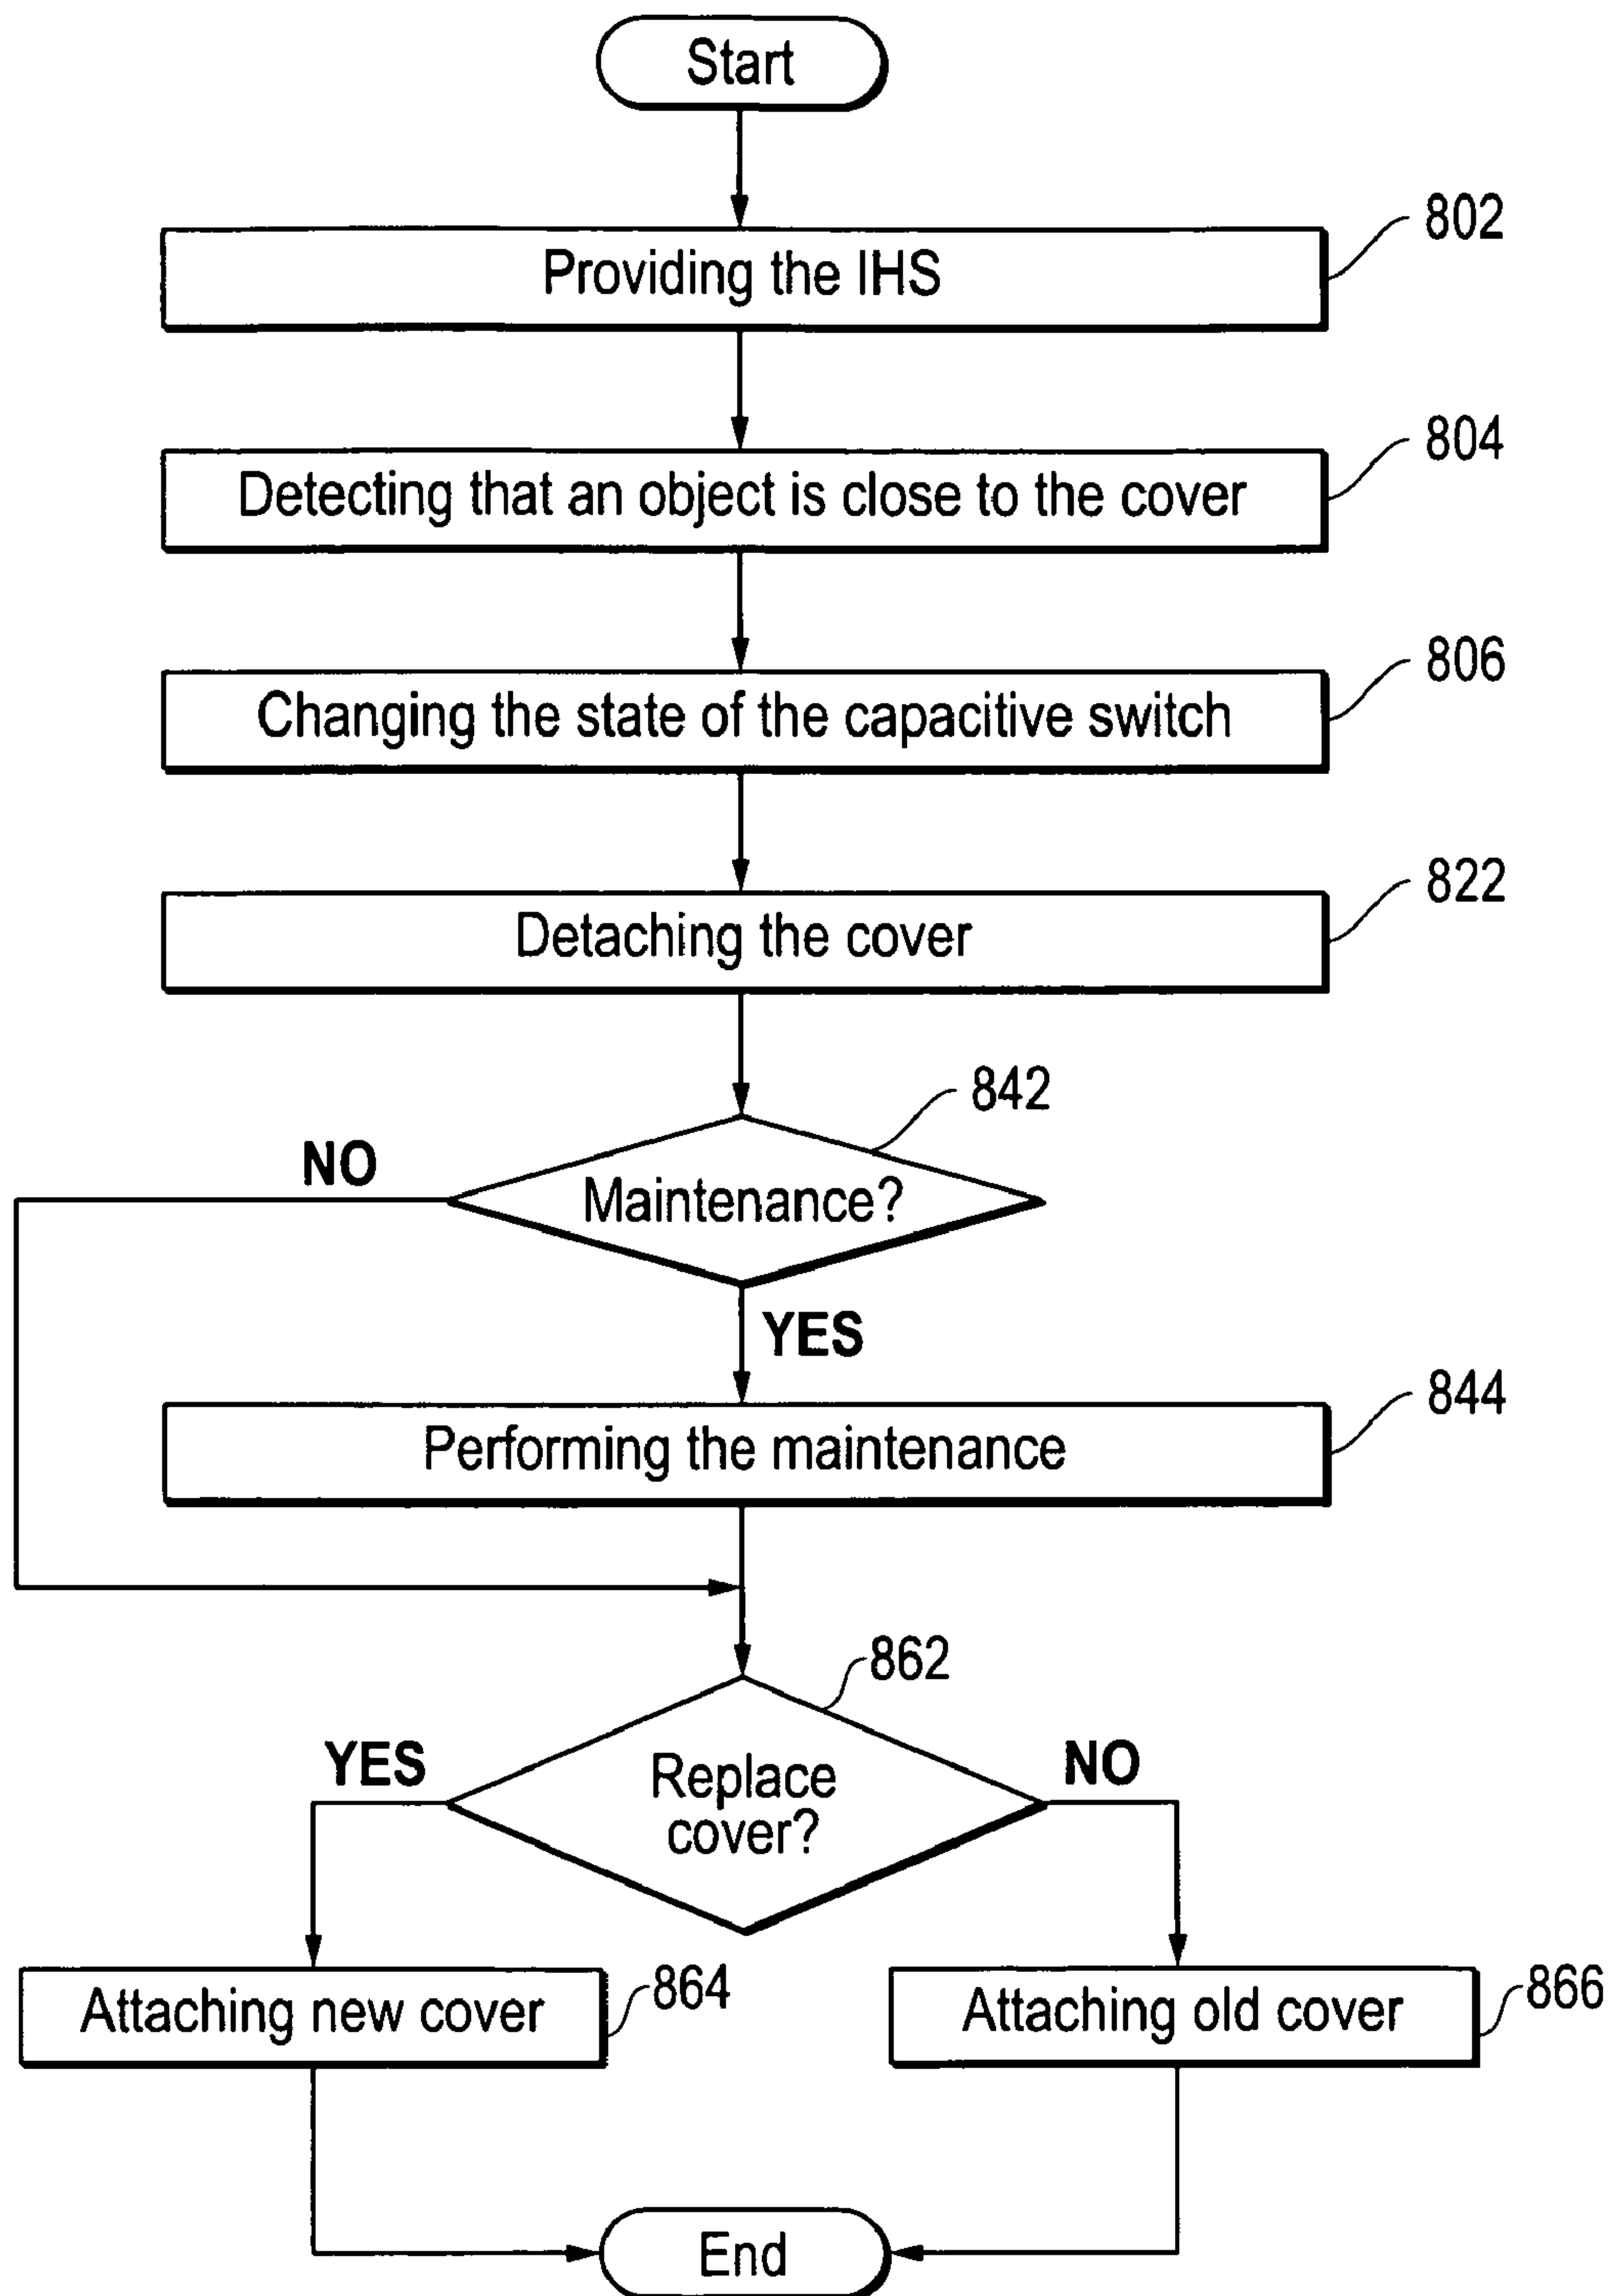 Start
802
Providing the IHS
804
Detecting that an object is close to the cover
806
Changing the state of the capacitive switch
822
Detaching the cover
842
NO
Maintenance?
YES
844
Performing the maintenance
862
YES
NO
Replace
cover?
Attaching new cover
864
Attaching old cover
866
End